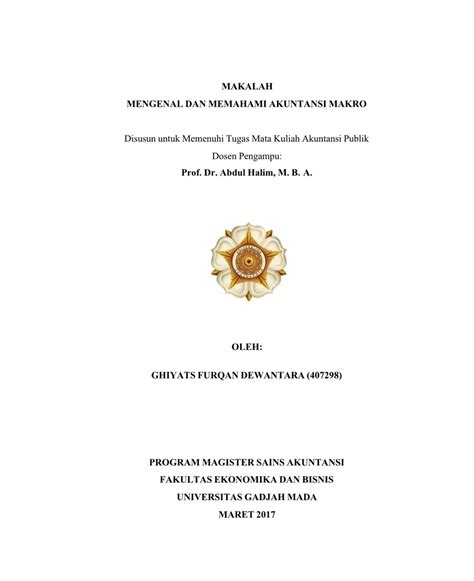 MAKALAH
MENGENAL DAN MEMAHAMI AKUNTANSI MAKRO
Disusun untuk Memenuhi Tugas Mata Kuliah Akuntansi Publik
Dosen Pengampu:
Prof. Dr. Abdul Halim, M. B. A.
OLEH:
GHIYATS FURQAN DEWANTARA (407298)
PROGRAM MAGISTER SAINS AKUNTANSI
FAKULTAS EKONOMIKA DAN BISNIS
UNIVERSITAS GADJAH MADA
MARET 2017